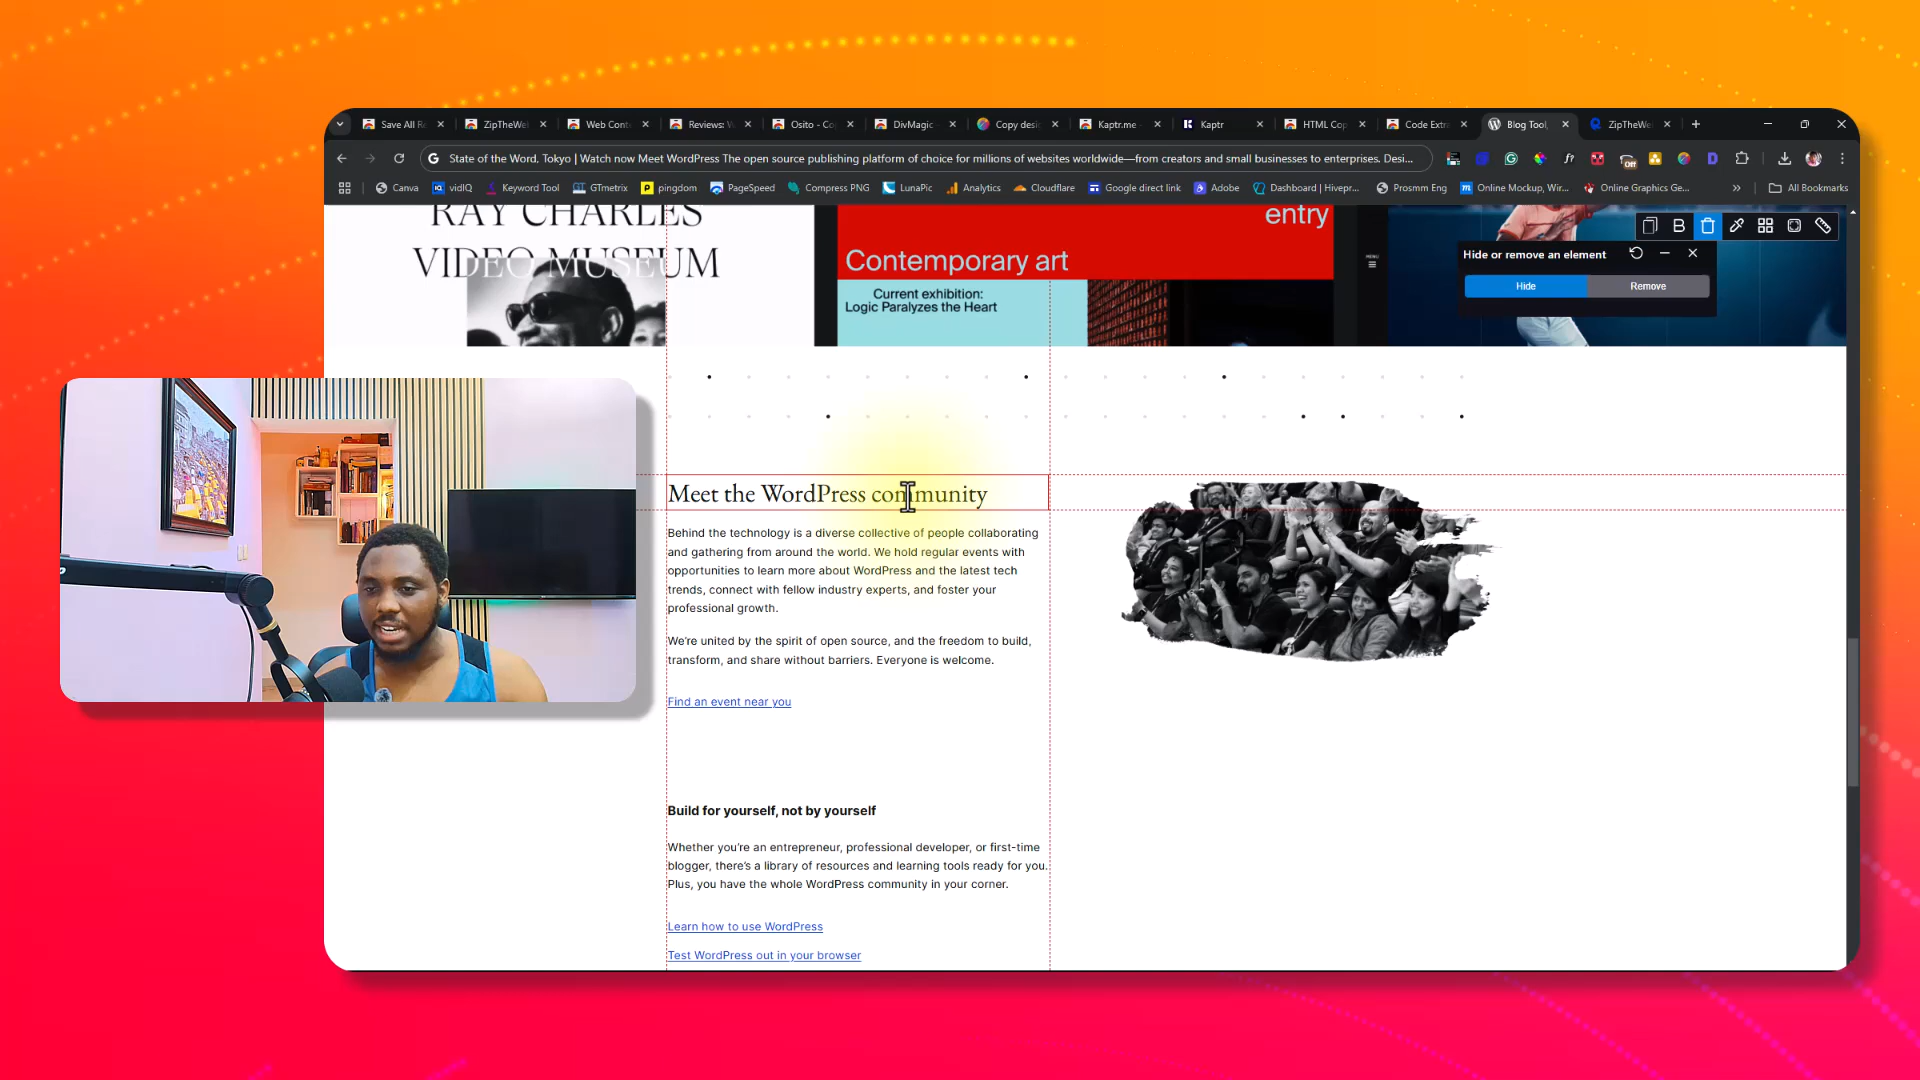 Save All R
ZipTheWe
Web Cont
Reviews: W
Osito - Co
DivMagic
Copy desi
Kaptr.me -
Kaptr
HTML Cop
Code Extr
Blog Tool,
ZipTheWe
State of the Word, Tokyo | Watch now Meet WordPress The open source publishing platform of choice for millions of websites worldwide—from creators and small businesses to enterprises. Desi...
Off
Canva
vidIQ
Keyword Tool
GTmetrix
pingdom
PageSpeed
Compress PNG
LunaPic
Analytics
Cloudflare
Google direct link
Adobe
Dashboard | Hivepr...
Prosmm Eng
Online Mockup, Wir...
Online Graphics Ge...
All Bookmarks
RAY CHARLES
VIDEO MUSEUM
entry
Contemporary art
Current exhibition:
Logic Paralyzes the Heart
MENU
Hide or remove an element
Hide
Remove
Meet the WordPress community
Behind the technology is a diverse collective of people collaborating
and gathering from around the world. We hold regular events with
opportunities to learn more about WordPress and the latest tech
trends, connect with fellow industry experts, and foster your
professional growth.
We're united by the spirit of open source, and the freedom to build,
transform, and share without barriers. Everyone is welcome.
Find an event near you
Build for yourself, not by yourself
Whether you're an entrepreneur, professional developer, or first-time
blogger, there's a library of resources and learning tools ready for you.
Plus, you have the whole WordPress community in your corner.
Learn how to use WordPress
Test WordPress out in your browser